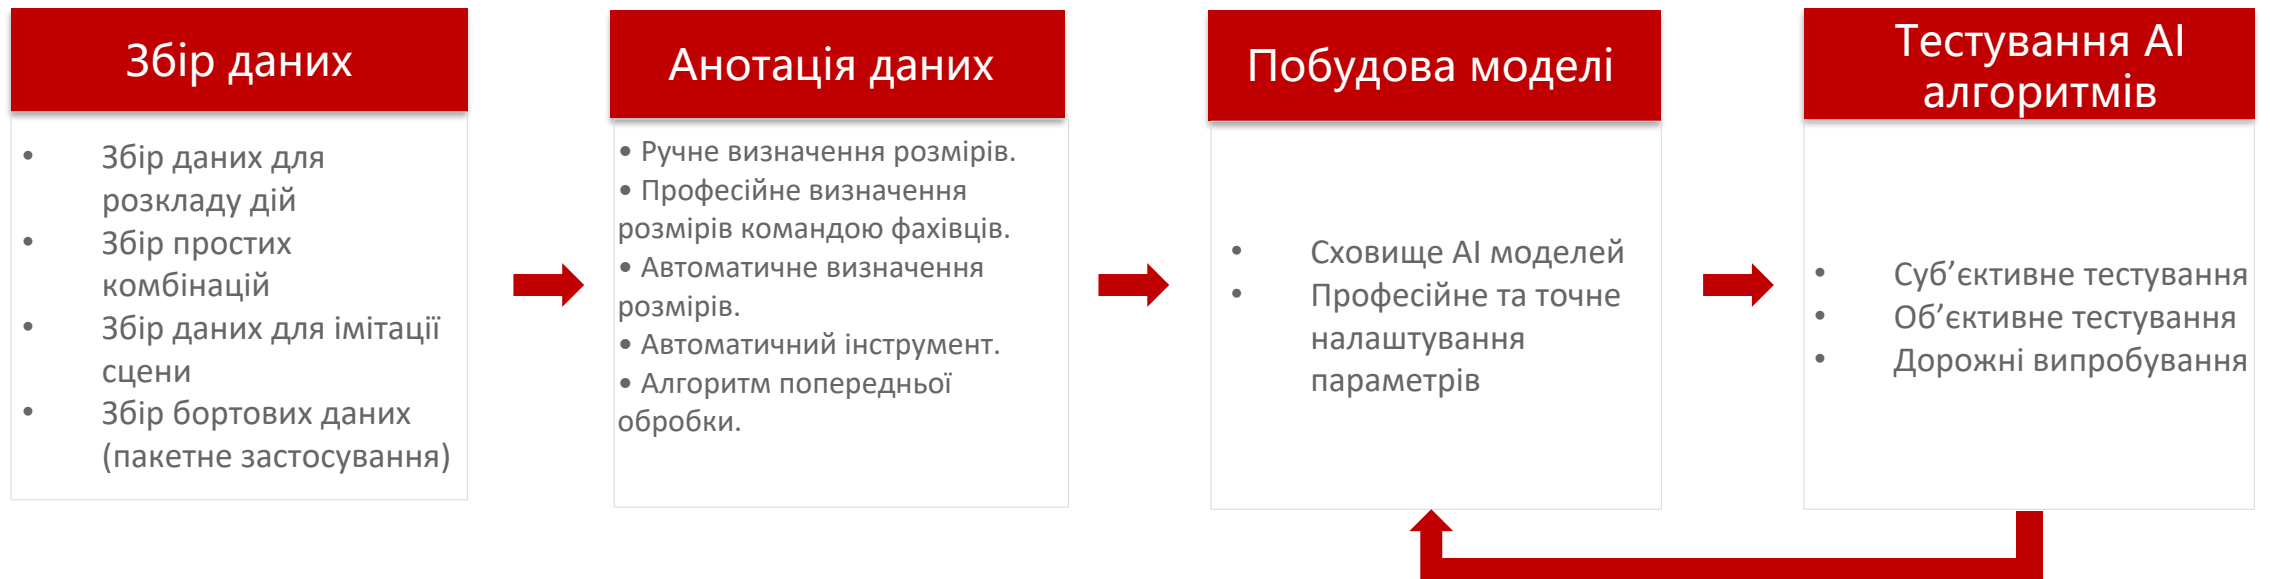 Збір даних
• Збір даних для
розкладу дій
• Збір простих
комбінацій
• Збір даних для імітації
сцени
• Збір бортових даних
(пакетне застосування)
Анотація даних
• Ручне визначення розмірів.
• Професійне визначення
розмірів командою фахівців.
• Автоматичне визначення
розмірів.
• Автоматичний інструмент.
• Алгоритм попередньої
обробки.
Побудова моделі
• Сховище AI моделей
• Професійне та точне
налаштування
параметрів
Тестування AI
алгоритмів
• Суб’єктивне тестування
• Об’єктивне тестування
• Дорожні випробування